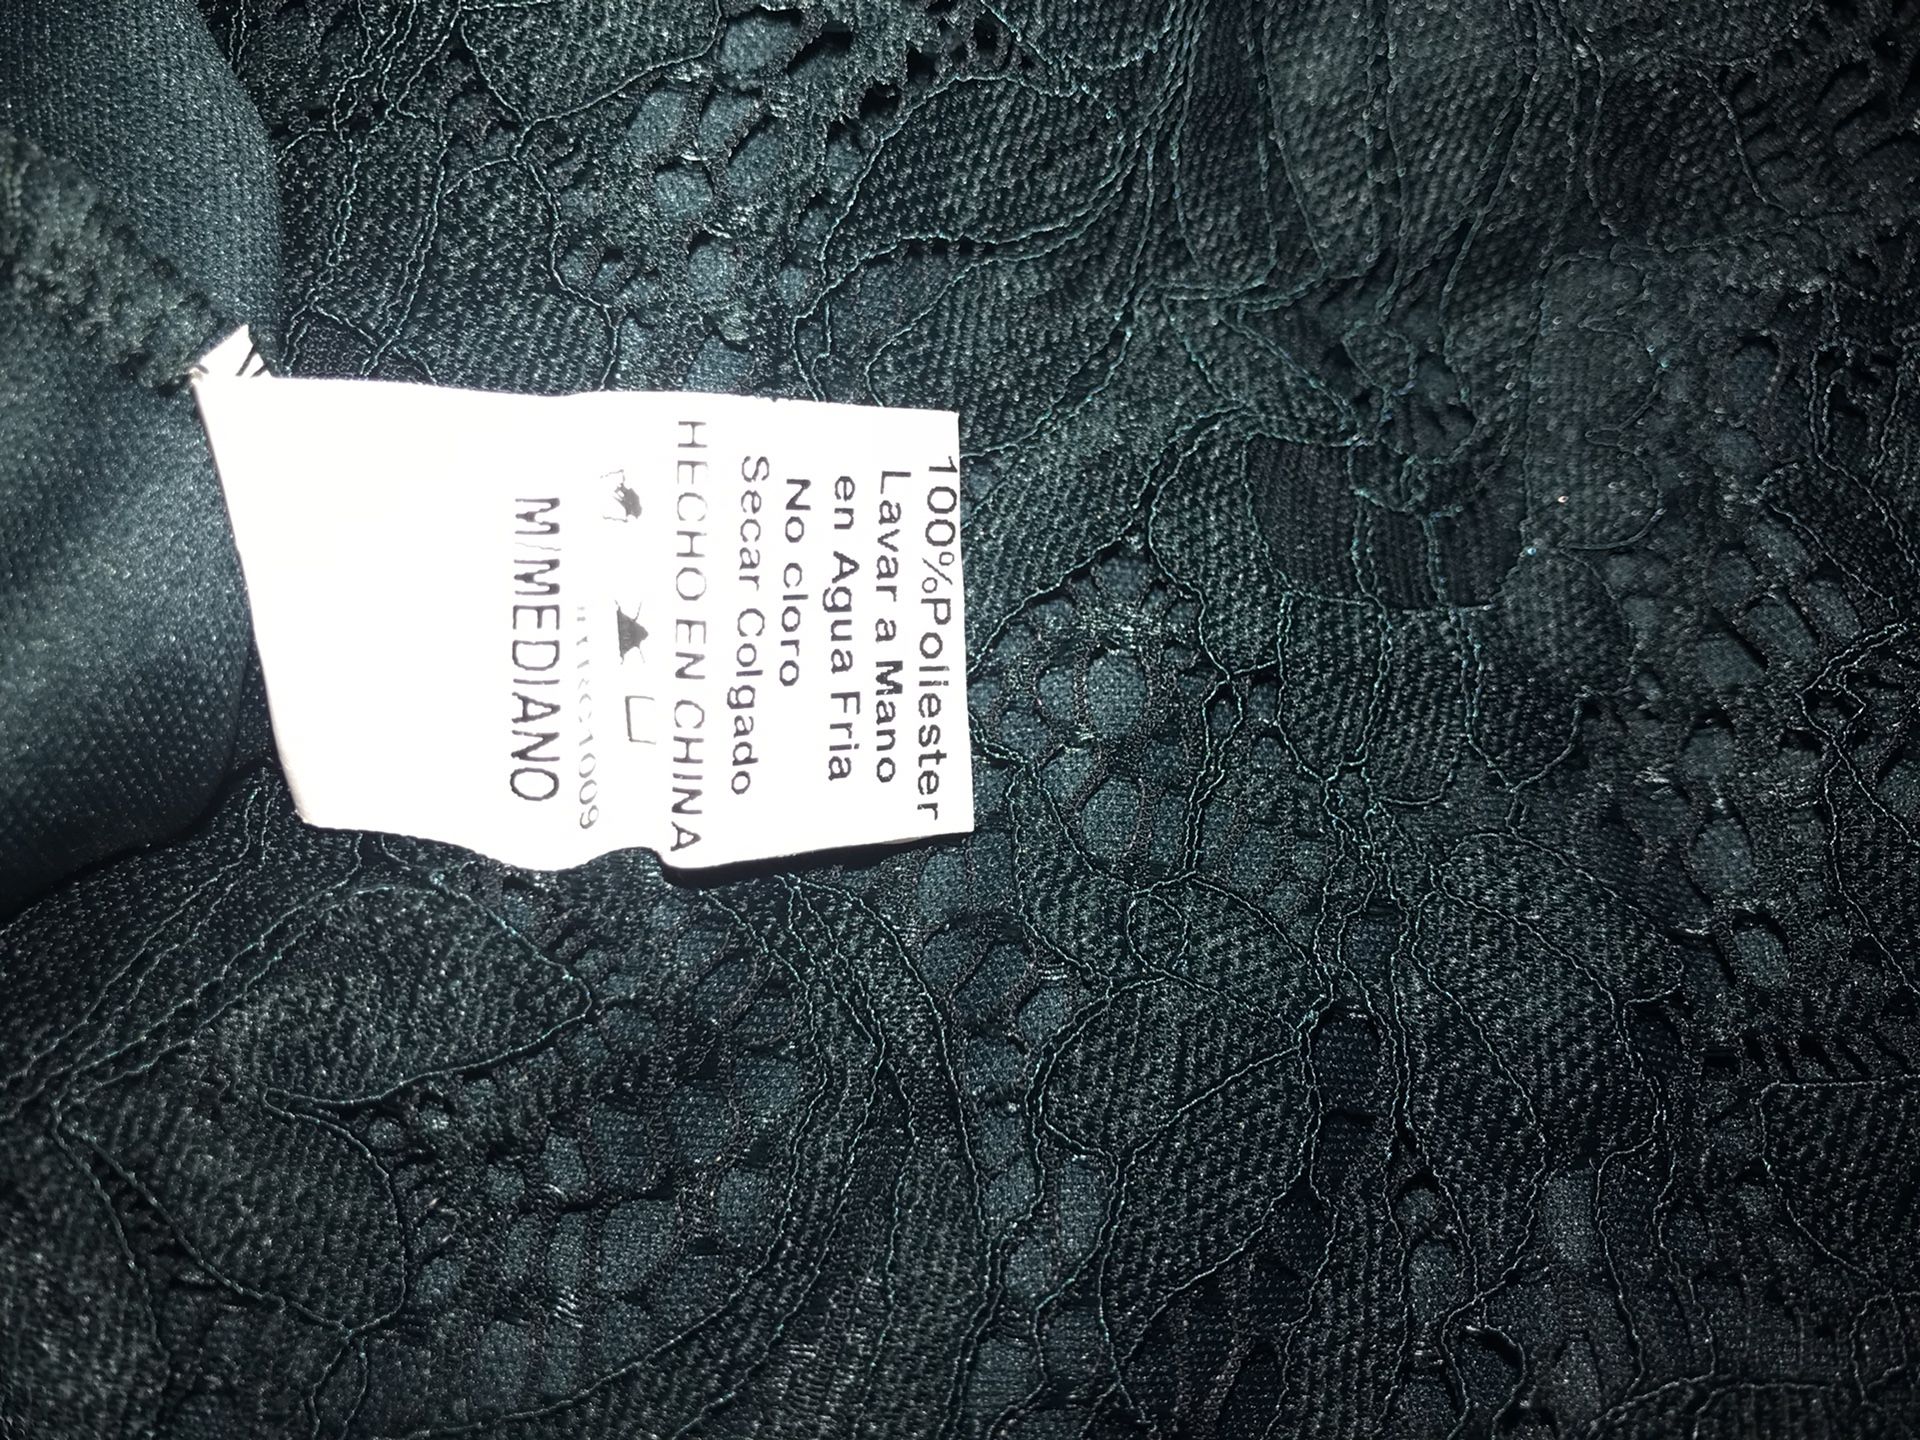 100%Poliester
Lavar a Mano
en Agua Fria
No cloro
Secar Colgado
HECHO EN CHINA
M/MEDIANO